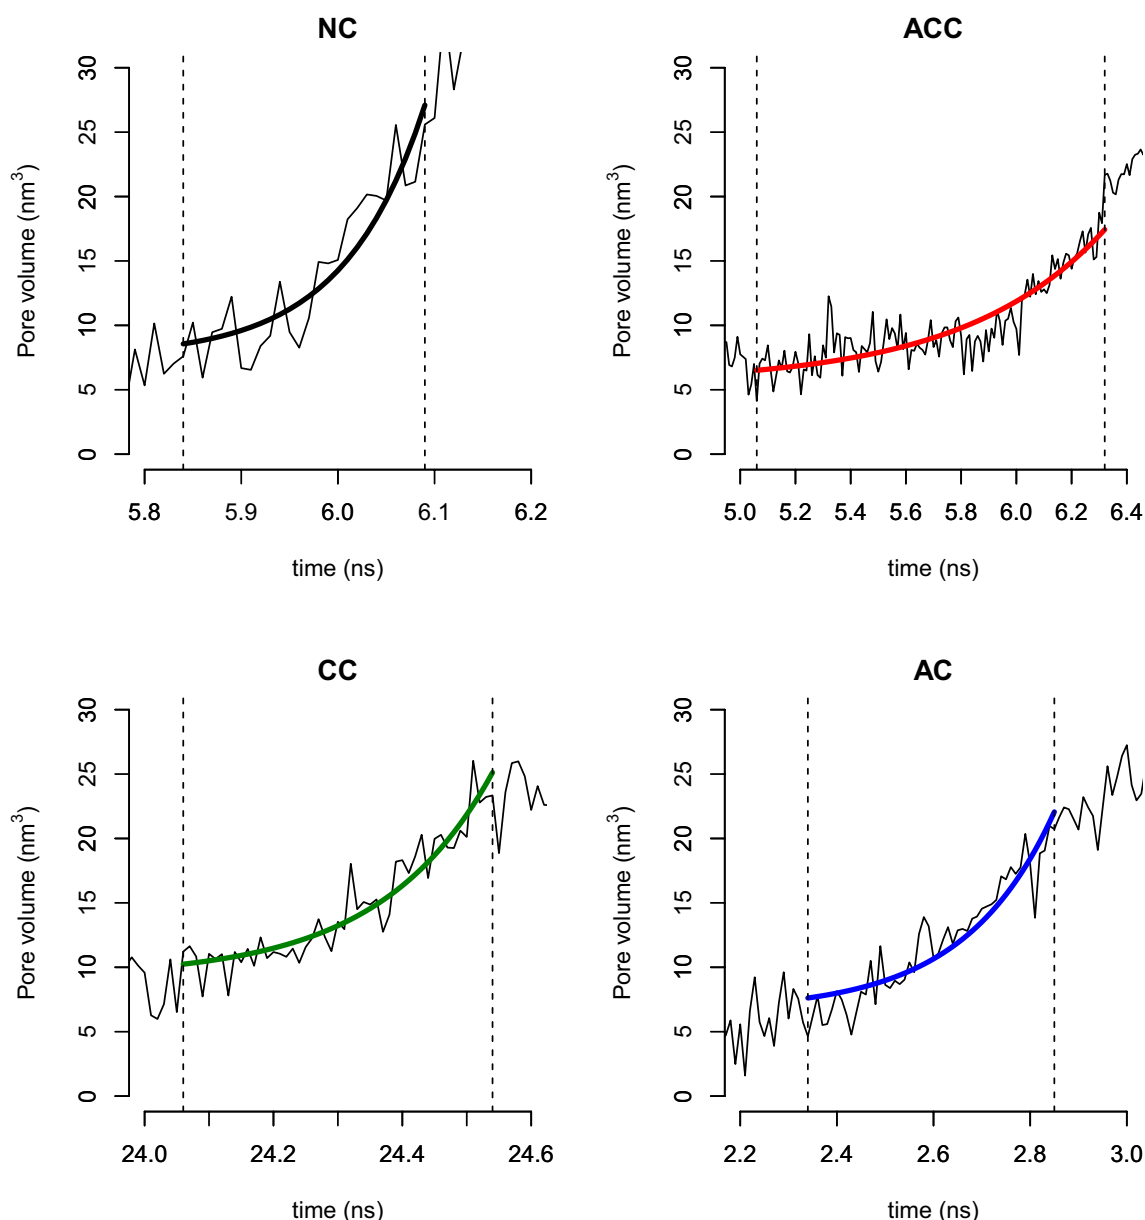 NC
Pore volume (nm³)
30
25
20
15
10
5
0
5.8 5.9 6.0 6.1 6.2
time (ns)
ACC
Pore volume (nm³)
30
25
20
15
10
5
0
5.0 5.2 5.4 5.6 5.8 6.0 6.2 6.4
time (ns)
CC
Pore volume (nm³)
30
25
20
15
10
5
0
24.0 24.2 24.4 24.6
time (ns)
AC
Pore volume (nm³)
30
25
20
15
10
5
0
2.2 2.4 2.6 2.8 3.0
time (ns)